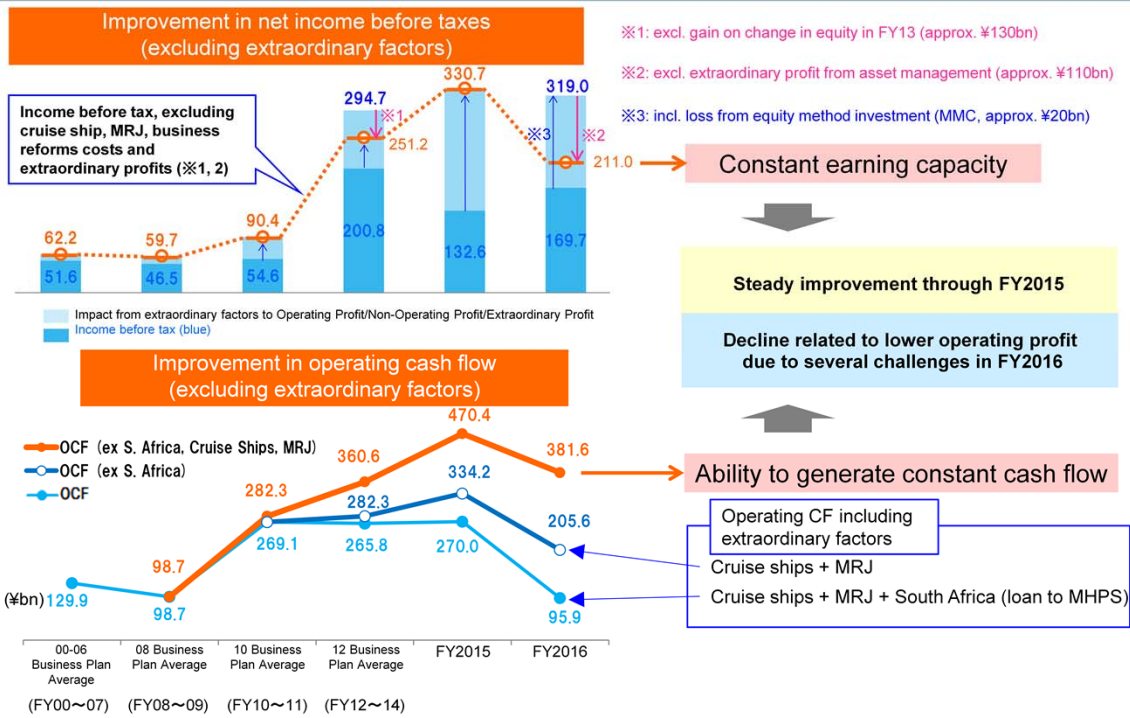 Improvement in net income before taxes
(excluding extraordinary factors)
※1: excl. gain on change in equity in FY13 (approx. ¥130bn)
※2: excl. extraordinary profit from asset management (approx. ¥110bn)
※3: incl. loss from equity method investment (MMC, approx. ¥20bn)
Income before tax, excluding
cruise ship, MRJ, business
reforms costs and
extraordinary profits (※1, 2)
62.2
51.6
59.7
46.5
90.4
54.6
294.7
※1
251.2
200.8
330.7
132.6
319.0
※3
※2
211.0
169.7
Impact from extraordinary factors to Operating Profit/Non-Operating Profit/Extraordinary Profit
Income before tax (blue)
Constant earning capacity
Steady improvement through FY2015
Decline related to lower operating profit
due to several challenges in FY2016
Improvement in operating cash flow
(excluding extraordinary factors)
OCF (ex S. Africa, Cruise Ships, MRJ)
OCF (ex S. Africa)
OCF
(¥bn)
129.9
98.7
98.7
282.3
269.1
360.6
282.3
265.8
470.4
334.2
270.0
381.6
205.6
95.9
Ability to generate constant cash flow
Operating CF including
extraordinary factors
Cruise ships + MRJ
Cruise ships + MRJ + South Africa (loan to MHPS)
00-06
Business Plan
Average
(FY00～07)
08 Business
Plan Average
(FY08～09)
10 Business
Plan Average
(FY10～11)
12 Business
Plan Average
(FY12～14)
FY2015
FY2016